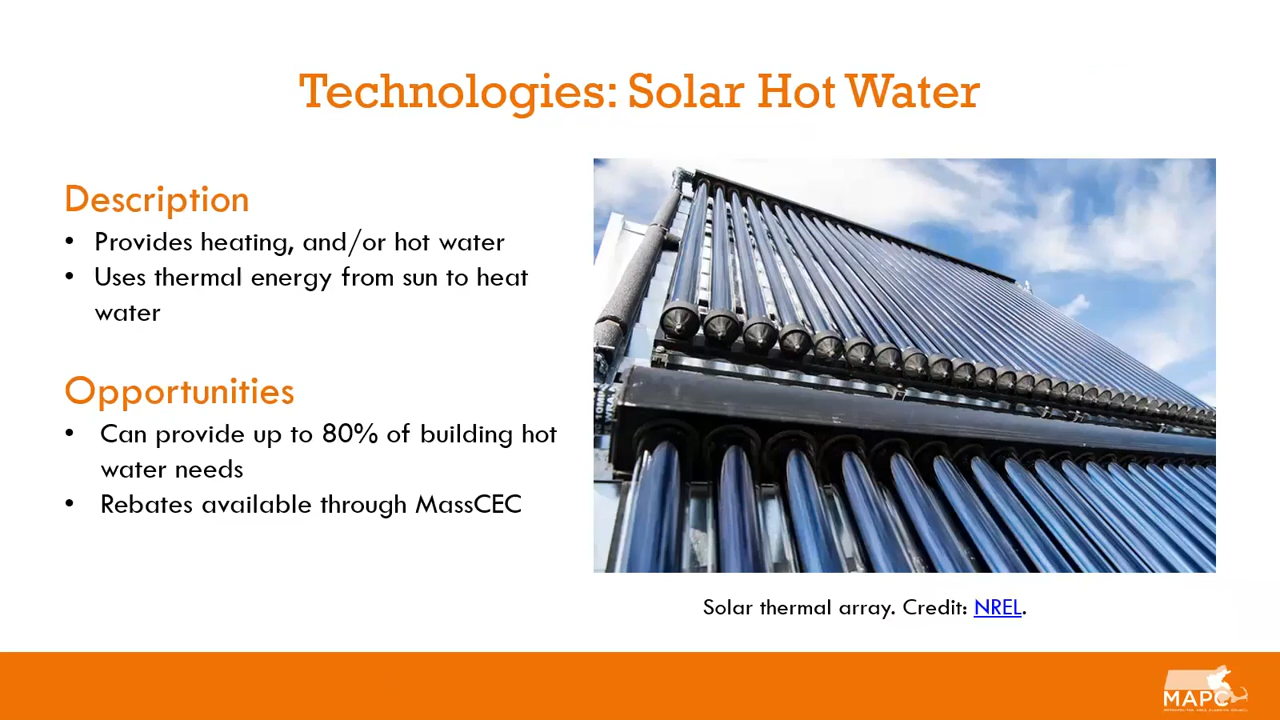 Technologies: Solar Hot Water
Description
• Provides heating, and/or hot water
• Uses thermal energy from sun to heat
water
Opportunities
• Can provide up to 80% of building hot
water needs
• Rebates available through MassCEC
Solar thermal array. Credit: NREL.
MAPC